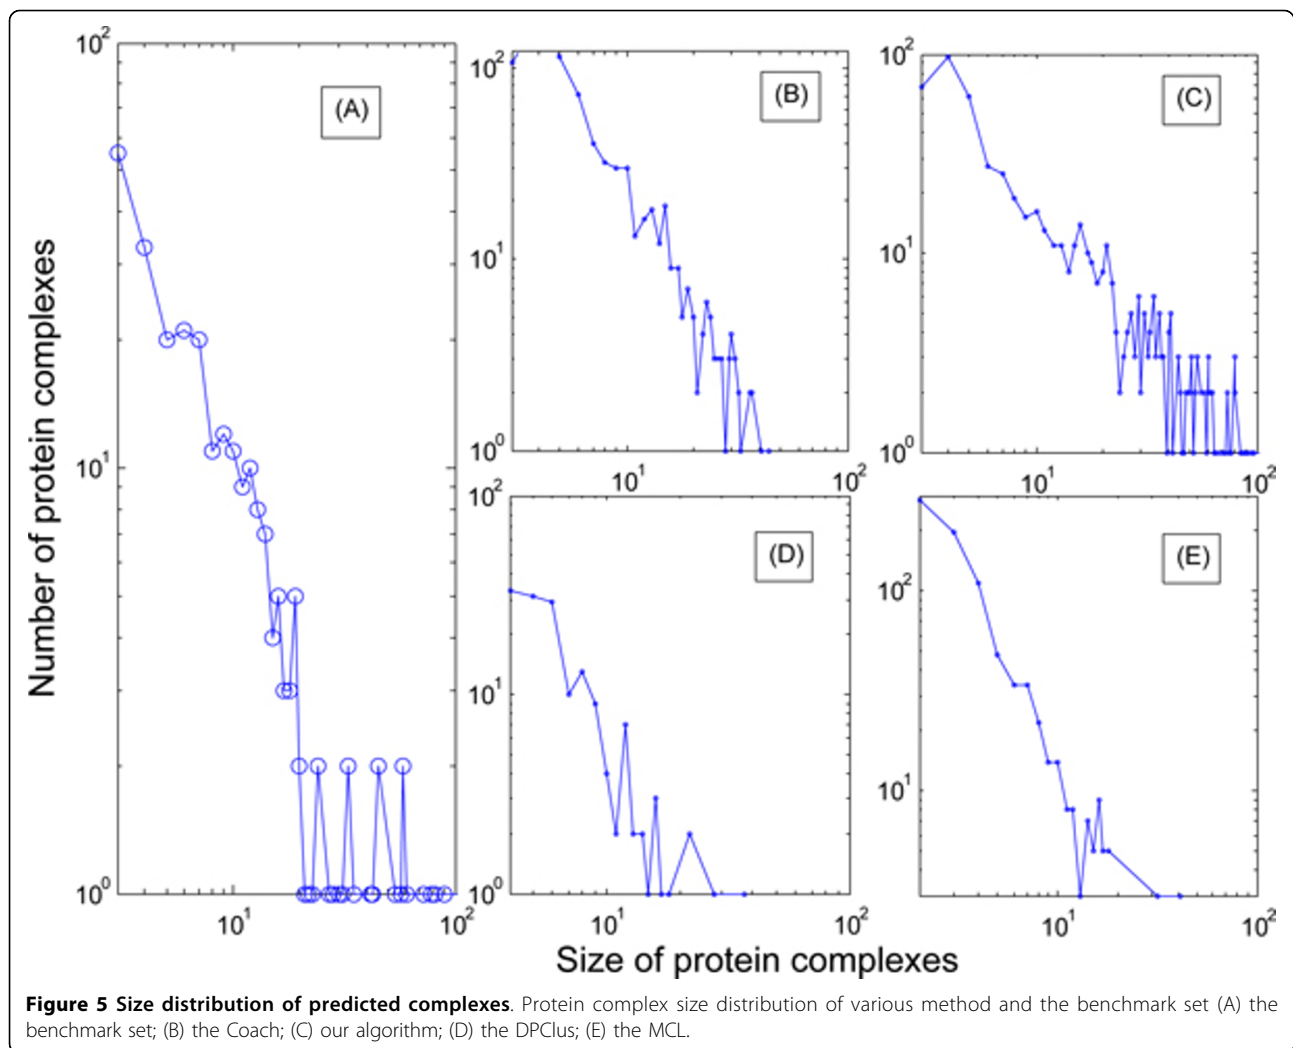 10²
(A)
10¹
10⁰
10¹
10²
Number of protein complexes
10²
(B)
10¹
10⁰
10¹
10²
10²
(C)
10¹
10⁰
10¹
10²
10²
(D)
10¹
10⁰
10¹
10²
(E)
10²
10¹
10¹
10²
Size of protein complexes
Figure 5 Size distribution of predicted complexes. Protein complex size distribution of various method and the benchmark set (A) the
benchmark set; (B) the Coach; (C) our algorithm; (D) the DPClus; (E) the MCL.